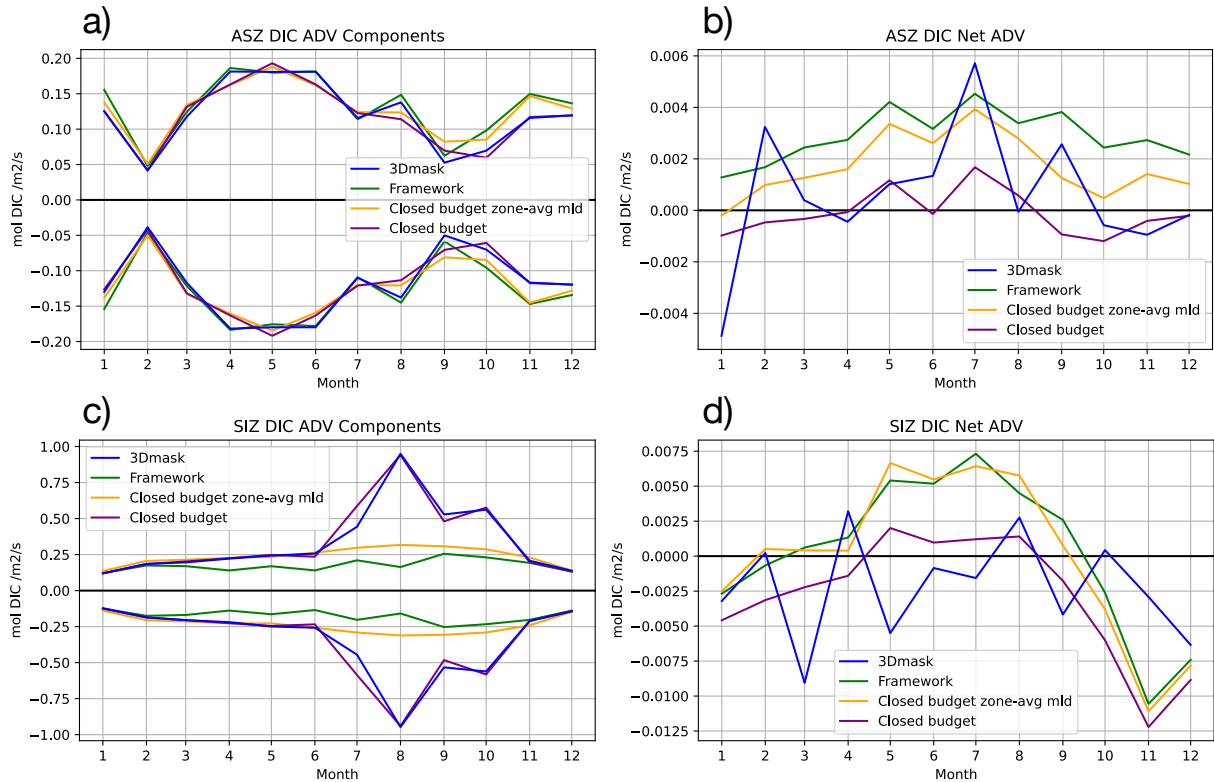 a)
ASZ DIC ADV Components
0.20
0.15
0.10
0.05
0.00
−0.05
−0.10
−0.15
−0.20
mol DIC /m2/s
3Dmask
Framework
Closed budget zone-avg mld
Closed budget
1 2 3 4 5 6 7 8 9 10 11 12
Month
b)
ASZ DIC Net ADV
0.006
0.004
0.002
0.000
−0.002
−0.004
mol DIC /m2/s
3Dmask
Framework
Closed budget zone-avg mld
Closed budget
1 2 3 4 5 6 7 8 9 10 11 12
Month
c)
SIZ DIC ADV Components
1.00
0.75
0.50
0.25
0.00
−0.25
−0.50
−0.75
−1.00
mol DIC /m2/s
3Dmask
Framework
Closed budget zone-avg mld
Closed budget
1 2 3 4 5 6 7 8 9 10 11 12
Month
d)
SIZ DIC Net ADV
0.0075
0.0050
0.0025
0.0000
−0.0025
−0.0050
−0.0075
−0.0100
−0.0125
mol DIC /m2/s
3Dmask
Framework
Closed budget zone-avg mld
Closed budget
1 2 3 4 5 6 7 8 9 10 11 12
Month